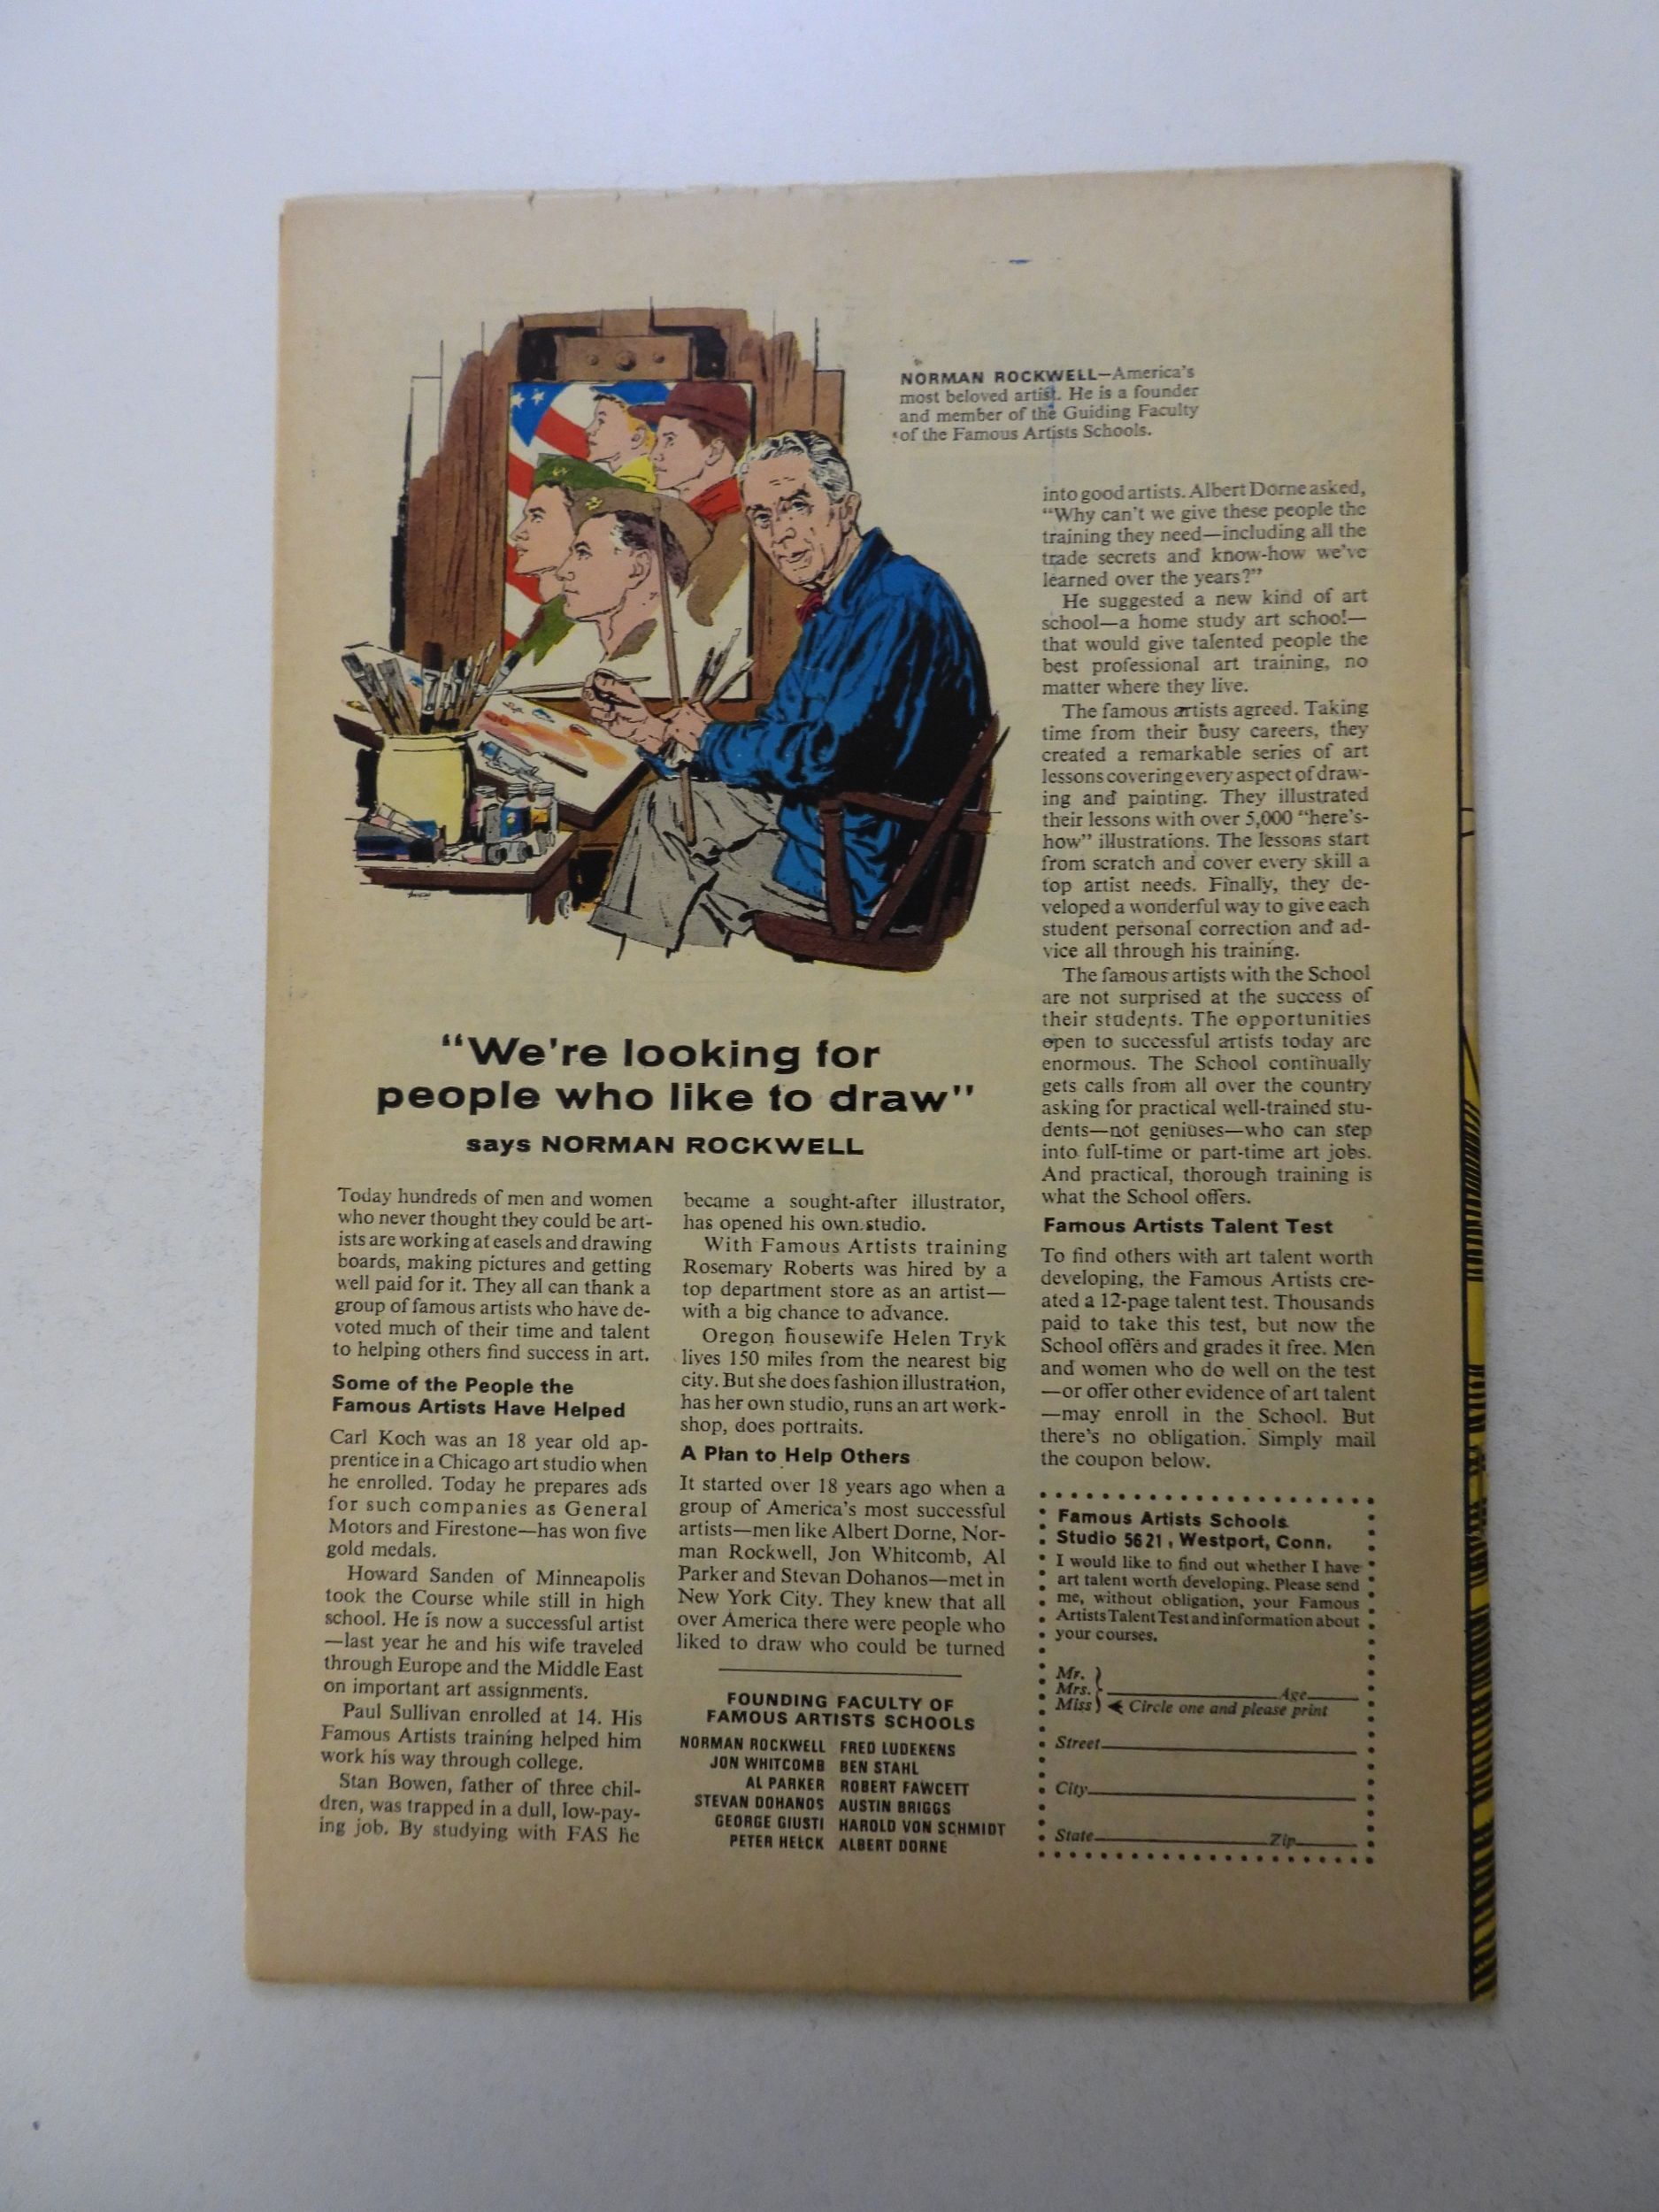 NORMAN ROCKWELL—America's
most beloved artist. He is a founder
and member of the Guiding Faculty
of the Famous Artists Schools.
"We're looking for
people who like to draw"
says NORMAN ROCKWELL
Today hundreds of men and women
who never thought they could be art-
ists are working at easels and drawing
boards, making pictures and getting
well paid for it. They all can thank a
group of famous artists who have de-
voted much of their time and talent
to helping others find success in art.
Some of the People the
Famous Artists Have Helped
Carl Koch was an 18 year old ap-
prentice in a Chicago art studio when
he enrolled. Today he prepares ads
for such companies as General
Motors and Firestone—has won five
gold medals.
Howard Sanden of Minneapolis
took the Course while still in high
school. He is now a successful artist
—last year he and his wife traveled
through Europe and the Middle East
on important art assignments.
Paul Sullivan enrolled at 14. His
Famous Artists training helped him
work his way through college.
Stan Bowen, father of three chil-
dren, was trapped in a dull, low-pay-
ing job. By studying with FAS he
became a sought-after illustrator,
has opened his own studio.
With Famous Artists training
Rosemary Roberts was hired by a
top department store as an artist—
with a big chance to advance.
Oregon housewife Helen Tryk
lives 150 miles from the nearest big
city. But she does fashion illustration,
has her own studio, runs an art work-
shop, does portraits.
A Plan to Help Others
It started over 18 years ago when a
group of America's most successful
artists—men like Albert Dorne, Nor-
man Rockwell, Jon Whitcomb, Al
Parker and Stevan Dohanos—met in
New York City. They knew that all
over America there were people who
liked to draw who could be turned
FOUNDING FACULTY OF
FAMOUS ARTISTS SCHOOLS
NORMAN ROCKWELL FRED LUDEKENS
JON WHITCOMB BEN STAHL
AL PARKER ROBERT FAWCETT
STEVAN DOHANOS AUSTIN BRIGGS
GEORGE GIUSTI HAROLD VON SCHMIDT
PETER HELCK ALBERT DORNE
into good artists. Albert Dorne asked,
"Why can't we give these people the
training they need—including all the
trade secrets and know-how we've
learned over the years?"
He suggested a new kind of art
school—a home study art school—
that would give talented people the
best professional art training, no
matter where they live.
The famous artists agreed. Taking
time from their busy careers, they
created a remarkable series of art
lessons covering every aspect of draw-
ing and painting. They illustrated
their lessons with over 5,000 "here's-
how" illustrations. The lessons start
from scratch and cover every skill a
top artist needs. Finally, they de-
veloped a wonderful way to give each
student personal correction and ad-
vice all through his training.
The famous artists with the School
are not surprised at the success of
their students. The opportunities
open to successful artists today are
enormous. The School continually
gets calls from all over the country
asking for practical well-trained stu-
dents—not geniuses—who can step
into full-time or part-time art jobs.
And practical, thorough training is
what the School offers.
Famous Artists Talent Test
To find others with art talent worth
developing, the Famous Artists cre-
ated a 12-page talent test. Thousands
paid to take this test, but now the
School offers and grades it free. Men
and women who do well on the test
—or offer other evidence of art talent
—may enroll in the School. But
there's no obligation. Simply mail
the coupon below.
Famous Artists Schools
Studio 5621, Westport, Conn.
I would like to find out whether I have
art talent worth developing. Please send
me, without obligation, your Famous
Artists Talent Test and information about
your courses.
Mr.
Mrs. Age
Miss Circle one and please print
Street
City
State Zip